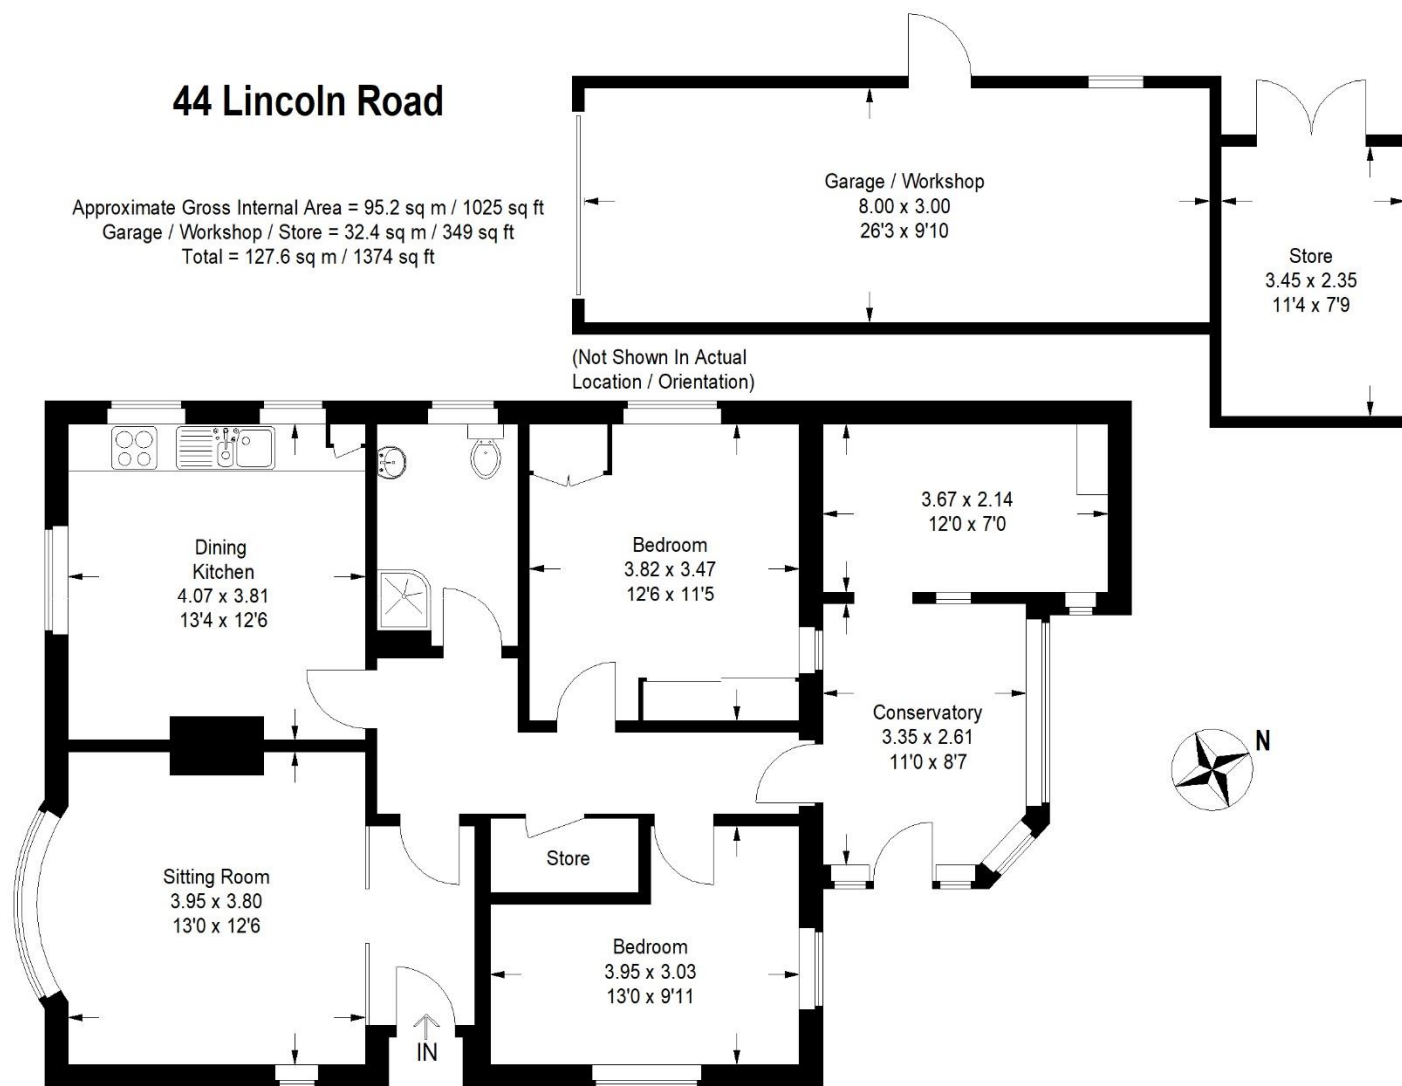 44 Lincoln Road
Approximate Gross Internal Area = 95.2 sq m / 1025 sq ft
Garage / Workshop / Store = 32.4 sq m / 349 sq ft
Total = 127.6 sq m / 1374 sq ft
Garage / Workshop
8.00 x 3.00
26'3 x 9'10
Store
3.45 x 2.35
11'4 x 7'9
(Not Shown In Actual
Location / Orientation)
Dining
Kitchen
4.07 x 3.81
13'4 x 12'6
Bedroom
3.82 x 3.47
12'6 x 11'5
3.67 x 2.14
12'0 x 7'0
Conservatory
3.35 x 2.61
11'0 x 8'7
N
Sitting Room
3.95 x 3.80
13'0 x 12'6
Store
Bedroom
3.95 x 3.03
13'0 x 9'11
IN